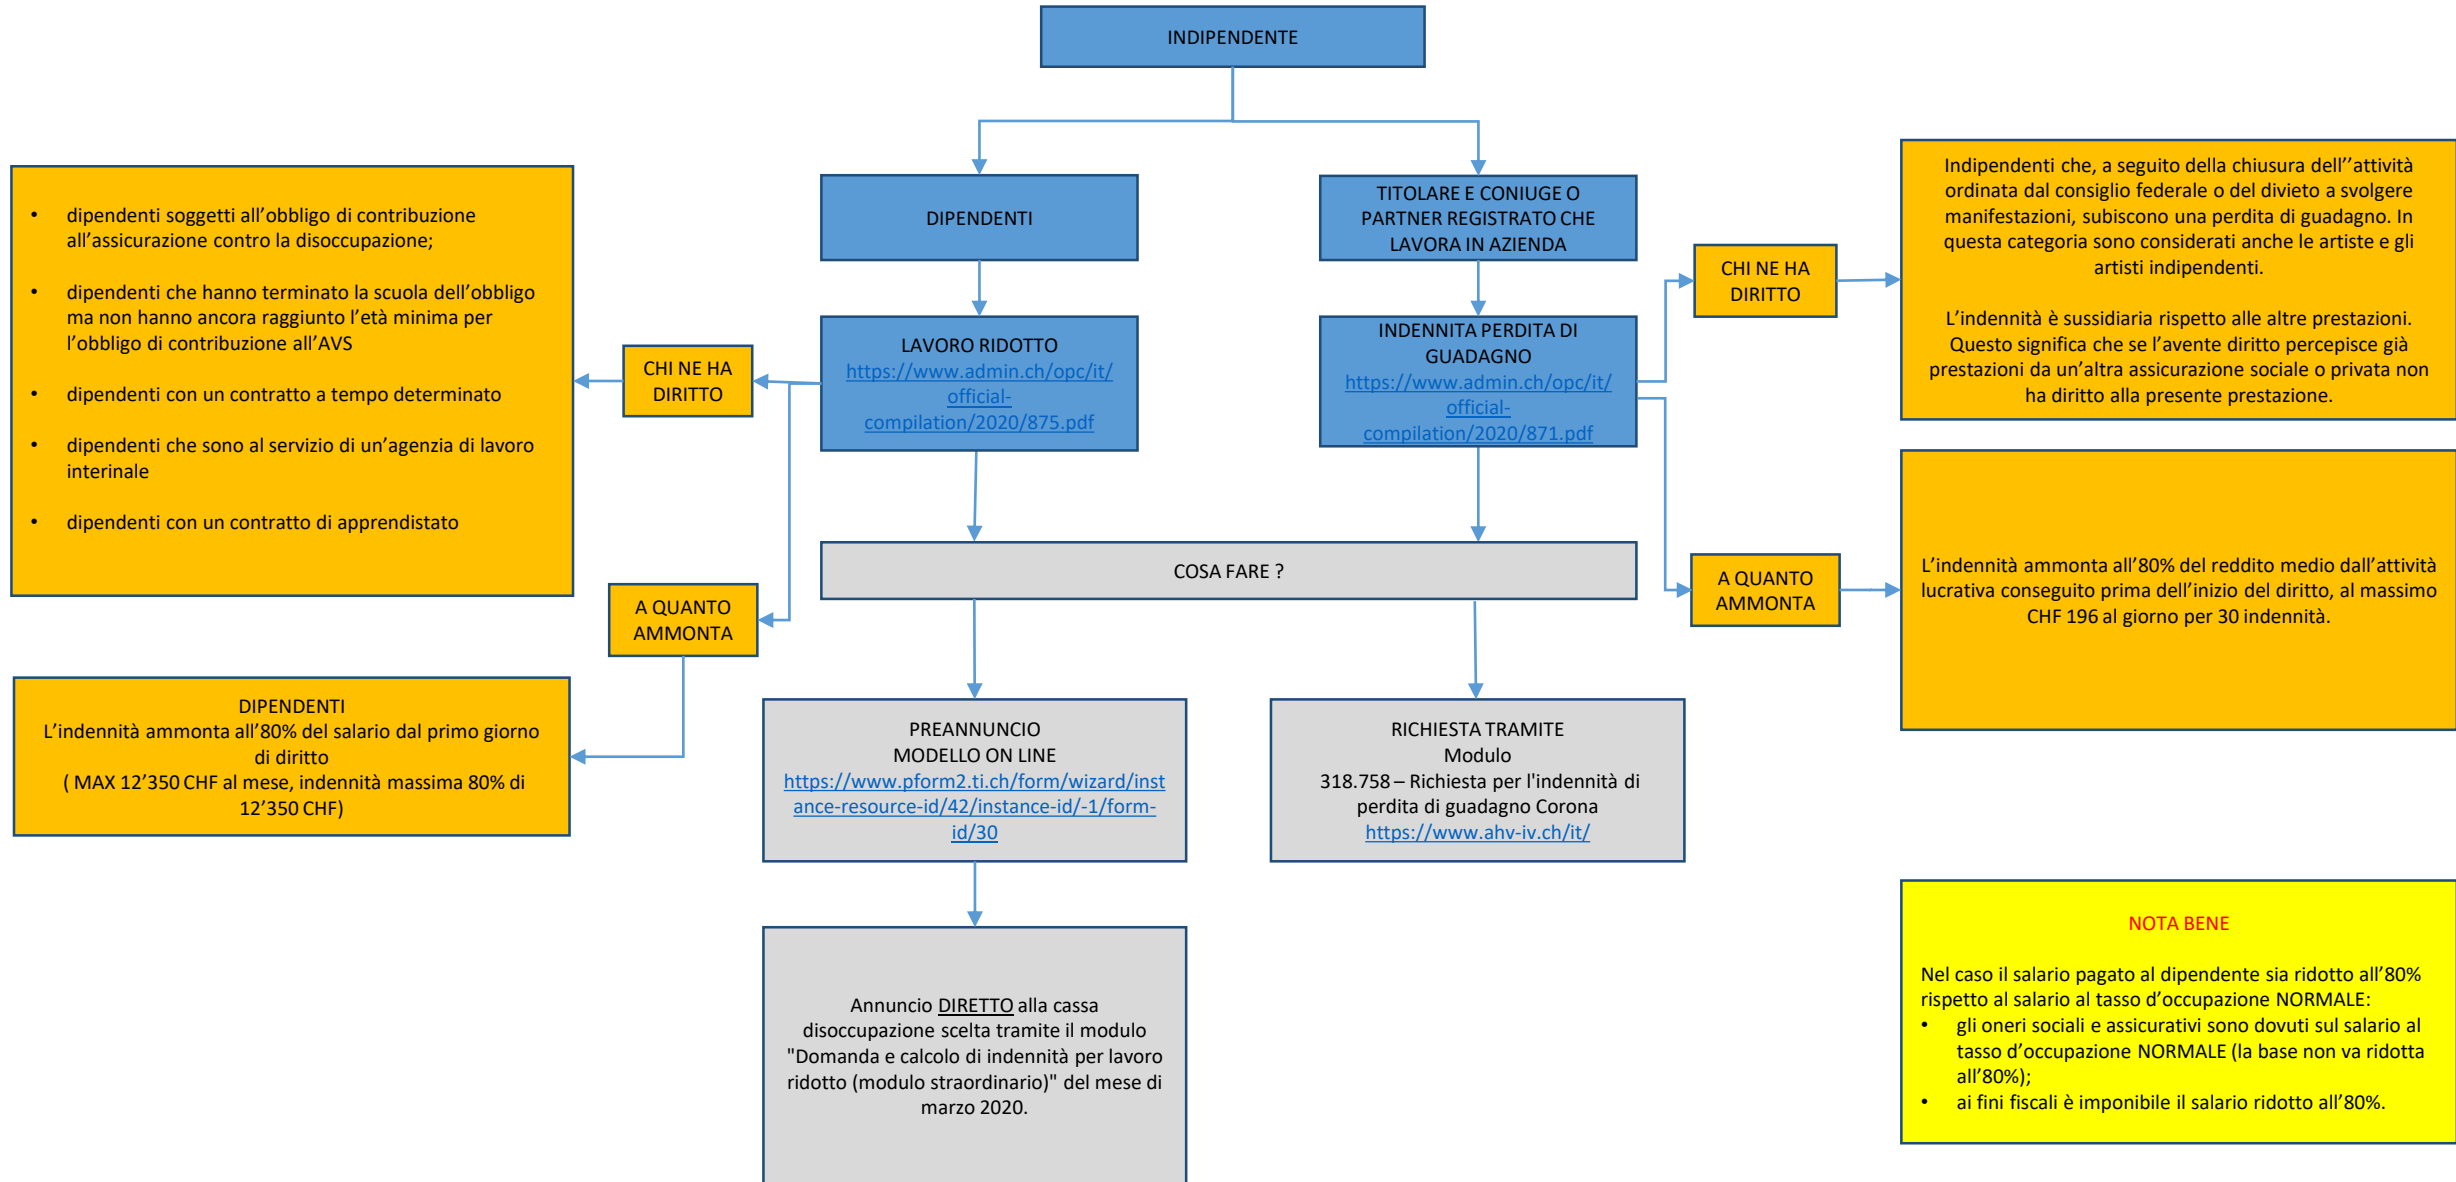 INDIPENDENTE
DIPENDENTI
TITOLARE E CONIUGE O
PARTNER REGISTRATO CHE
LAVORA IN AZIENDA
• dipendenti soggetti all’obbligo di contribuzione
all’assicurazione contro la disoccupazione;
• dipendenti che hanno terminato la scuola dell’obbligo
ma non hanno ancora raggiunto l’età minima per
l’obbligo di contribuzione all’AVS
• dipendenti con un contratto a tempo determinato
• dipendenti che sono al servizio di un’agenzia di lavoro
interinale
• dipendenti con un contratto di apprendistato
CHI NE HA
DIRITTO
LAVORO RIDOTTO
https://www.admin.ch/opc/it/
official-
compilation/2020/875.pdf
INDENNITA PERDITA DI
GUADAGNO
https://www.admin.ch/opc/it/
official-
compilation/2020/871.pdf
CHI NE HA
DIRITTO
Indipendenti che, a seguito della chiusura dell’’attività
ordinata dal consiglio federale o del divieto a svolgere
manifestazioni, subiscono una perdita di guadagno. In
questa categoria sono considerati anche le artiste e gli
artisti indipendenti.
L’indennità è sussidiaria rispetto alle altre prestazioni.
Questo significa che se l’avente diritto percepisce già
prestazioni da un’altra assicurazione sociale o privata non
ha diritto alla presente prestazione.
COSA FARE ?
A QUANTO
AMMONTA
A QUANTO
AMMONTA
L’indennità ammonta all’80% del reddito medio dall’attività
lucrativa conseguito prima dell’inizio del diritto, al massimo
CHF 196 al giorno per 30 indennità.
DIPENDENTI
L’indennità ammonta all’80% del salario dal primo giorno
di diritto
( MAX 12’350 CHF al mese, indennità massima 80% di
12’350 CHF)
PREANNUNCIO
MODELLO ON LINE
https://www.pform2.ti.ch/form/wizard/inst
ance-resource-id/42/instance-id/-1/form-
id/30
RICHIESTA TRAMITE
Modulo
318.758 – Richiesta per l'indennità di
perdita di guadagno Corona
https://www.ahv-iv.ch/it/
Annuncio DIRETTO alla cassa
disoccupazione scelta tramite il modulo
"Domanda e calcolo di indennità per lavoro
ridotto (modulo straordinario)" del mese di
marzo 2020.
NOTA BENE
Nel caso il salario pagato al dipendente sia ridotto all’80%
rispetto al salario al tasso d’occupazione NORMALE:
• gli oneri sociali e assicurativi sono dovuti sul salario al
tasso d’occupazione NORMALE (la base non va ridotta
all’80%);
• ai fini fiscali è imponibile il salario ridotto all’80%.